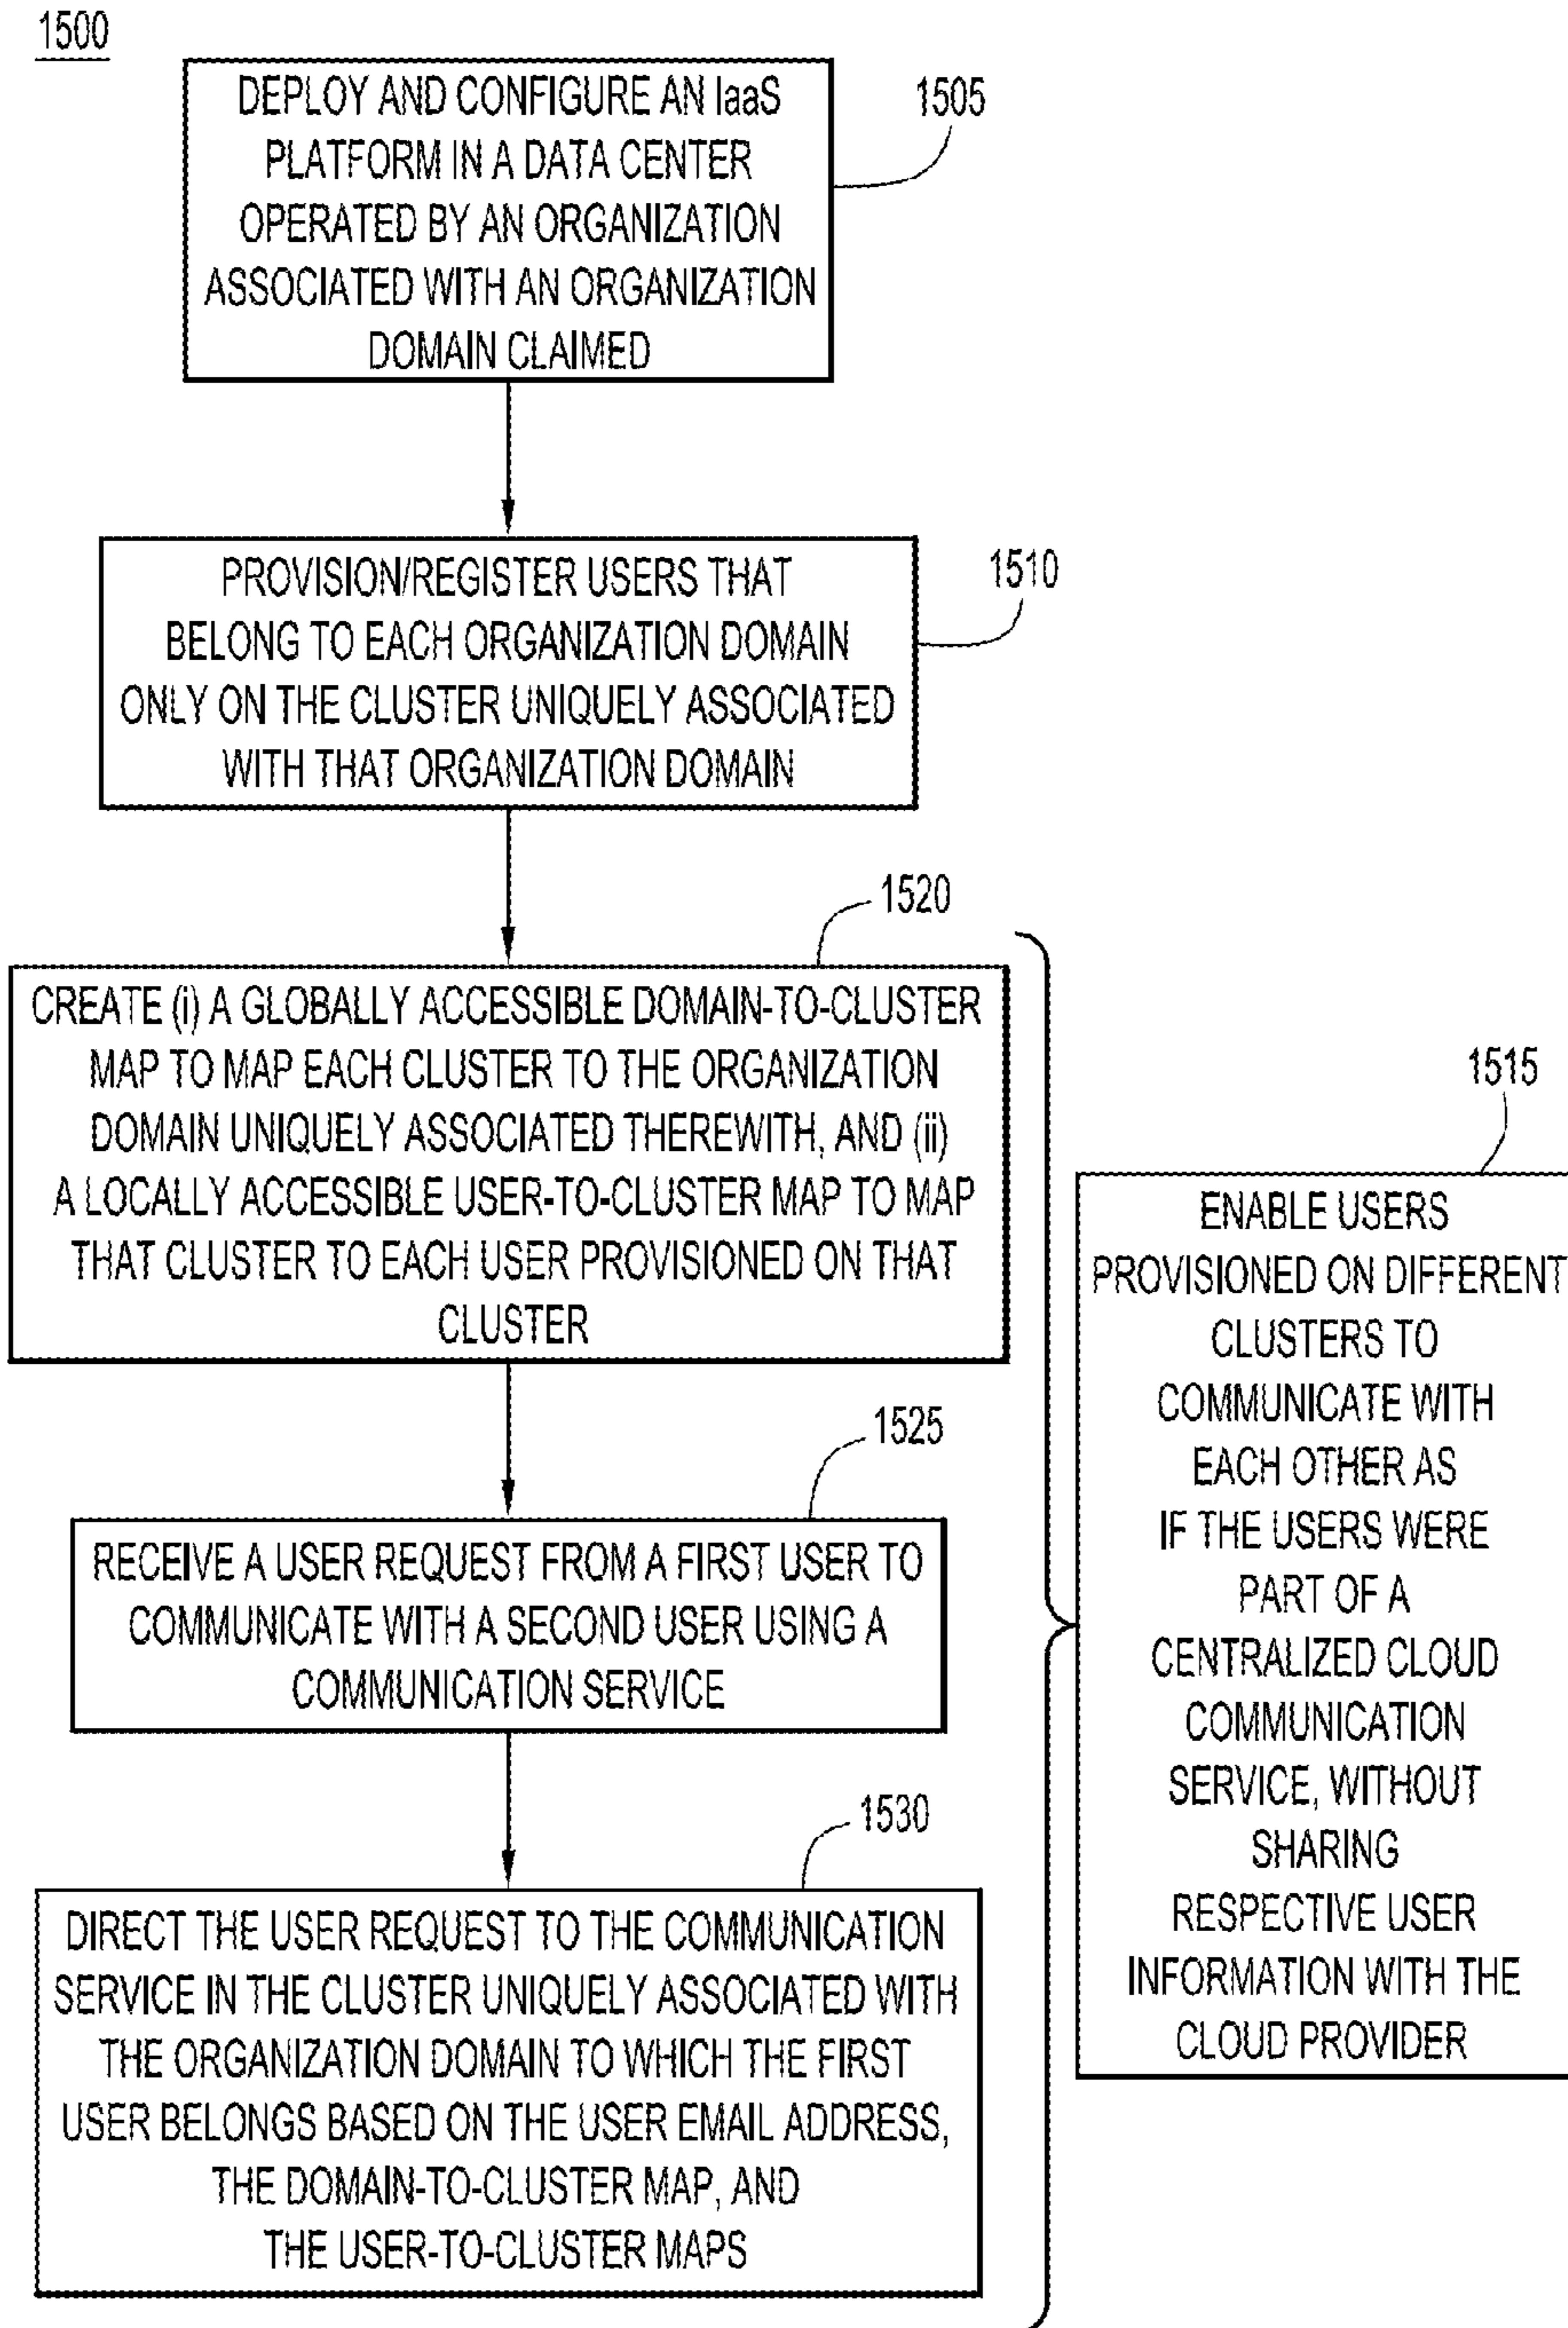 1500
DEPLOY AND CONFIGURE AN IaaS
PLATFORM IN A DATA CENTER
OPERATED BY AN ORGANIZATION
ASSOCIATED WITH AN ORGANIZATION
DOMAIN CLAIMED
1505
PROVISION/REGISTER USERS THAT
BELONG TO EACH ORGANIZATION DOMAIN
ONLY ON THE CLUSTER UNIQUELY ASSOCIATED
WITH THAT ORGANIZATION DOMAIN
1510
1520
CREATE (i) A GLOBALLY ACCESSIBLE DOMAIN-TO-CLUSTER
MAP TO MAP EACH CLUSTER TO THE ORGANIZATION
DOMAIN UNIQUELY ASSOCIATED THEREWITH, AND (ii)
A LOCALLY ACCESSIBLE USER-TO-CLUSTER MAP TO MAP
THAT CLUSTER TO EACH USER PROVISIONED ON THAT
CLUSTER
1525
RECEIVE A USER REQUEST FROM A FIRST USER TO
COMMUNICATE WITH A SECOND USER USING A
COMMUNICATION SERVICE
1530
DIRECT THE USER REQUEST TO THE COMMUNICATION
SERVICE IN THE CLUSTER UNIQUELY ASSOCIATED WITH
THE ORGANIZATION DOMAIN TO WHICH THE FIRST
USER BELONGS BASED ON THE USER EMAIL ADDRESS,
THE DOMAIN-TO-CLUSTER MAP, AND
THE USER-TO-CLUSTER MAPS
1515
ENABLE USERS
PROVISIONED ON DIFFERENT
CLUSTERS TO
COMMUNICATE WITH
EACH OTHER AS
IF THE USERS WERE
PART OF A
CENTRALIZED CLOUD
COMMUNICATION
SERVICE, WITHOUT
SHARING
RESPECTIVE USER
INFORMATION WITH THE
CLOUD PROVIDER